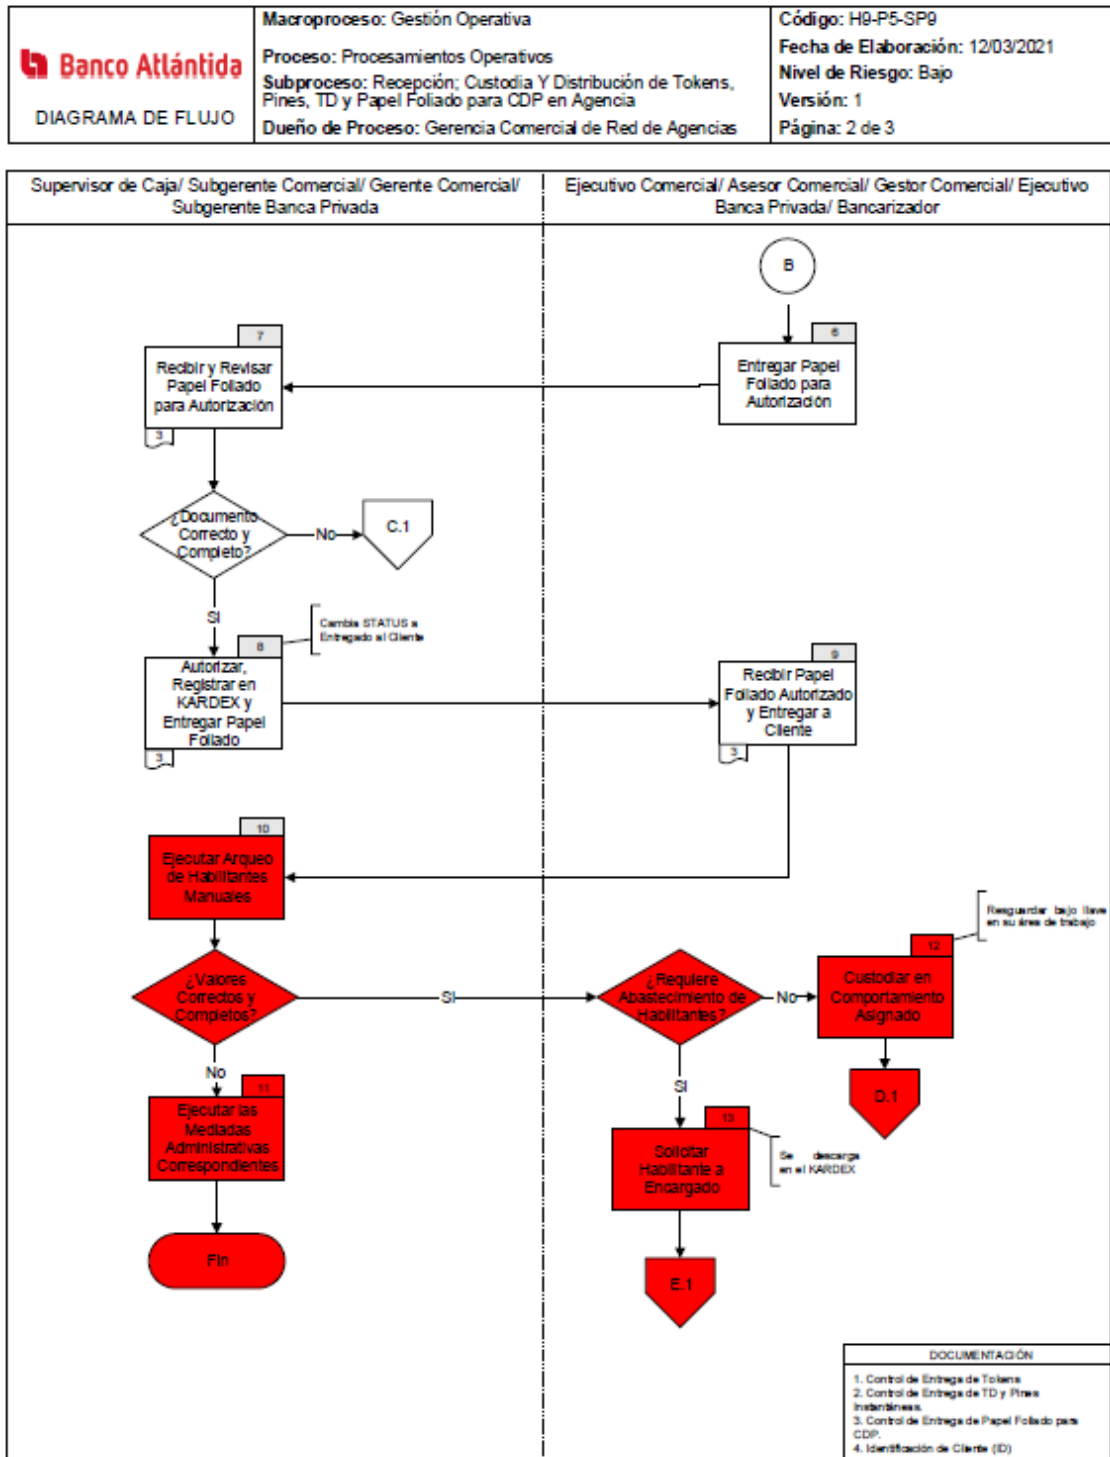 Banco Atlántida
DIAGRAMA DE FLUJO
Macroproceso: Gestión Operativa
Proceso: Procesamientos Operativos
Subproceso: Recepción; Custodia Y Distribución de Tokens,
Pines, TD y Papel Foliado para CDP en Agencia
Dueño de Proceso: Gerencia Comercial de Red de Agencias
Código: H9-P5-SP9
Fecha de Elaboración: 12/03/2021
Nivel de Riesgo: Bajo
Versión: 1
Página: 2 de 3
Supervisor de Caja/ Subgerente Comercial/ Gerente Comercial/
Subgerente Banca Privada
Ejecutivo Comercial/ Asesor Comercial/ Gestor Comercial/ Ejecutivo
Banca Privada/ Bancarizador
B
6
Entregar Papel
Foliado para
Autorización
7
Recibir y Revisar
Papel Foliado
para Autorización
3
¿Documento
Correcto y
Completo?
No
C.1
SI
Cambia STATUS a
Entregado al Cliente
8
Autorizar,
Registrar en
KARDEX y
Entregar Papel
Foliado
3
9
Recibir Papel
Foliado Autorizado
y Entregar a
Cliente
3
10
Ejecutar Arqueo
de Habilitantes
Manuales
¿Valores
Correctos y
Completos?
SI
¿Requiere
Abastecimiento de
Habilitantes?
No
Resguardar bajo llave
en su área de trabajo
12
Custodiar en
Comportamiento
Asignado
D.1
No
11
Ejecutar las
Mediadas
Administrativas
Correspondientes
Fin
SI
13
Solicitar
Habilitante a
Encargado
Se descarga
en el KARDEX
E.1
DOCUMENTACIÓN
1. Control de Entrega de Tokens
2. Control de Entrega de TD y Pines
Instantáneas.
3. Control de Entrega de Papel Foliado para
CDP.
4. Identificación de Cliente (ID)